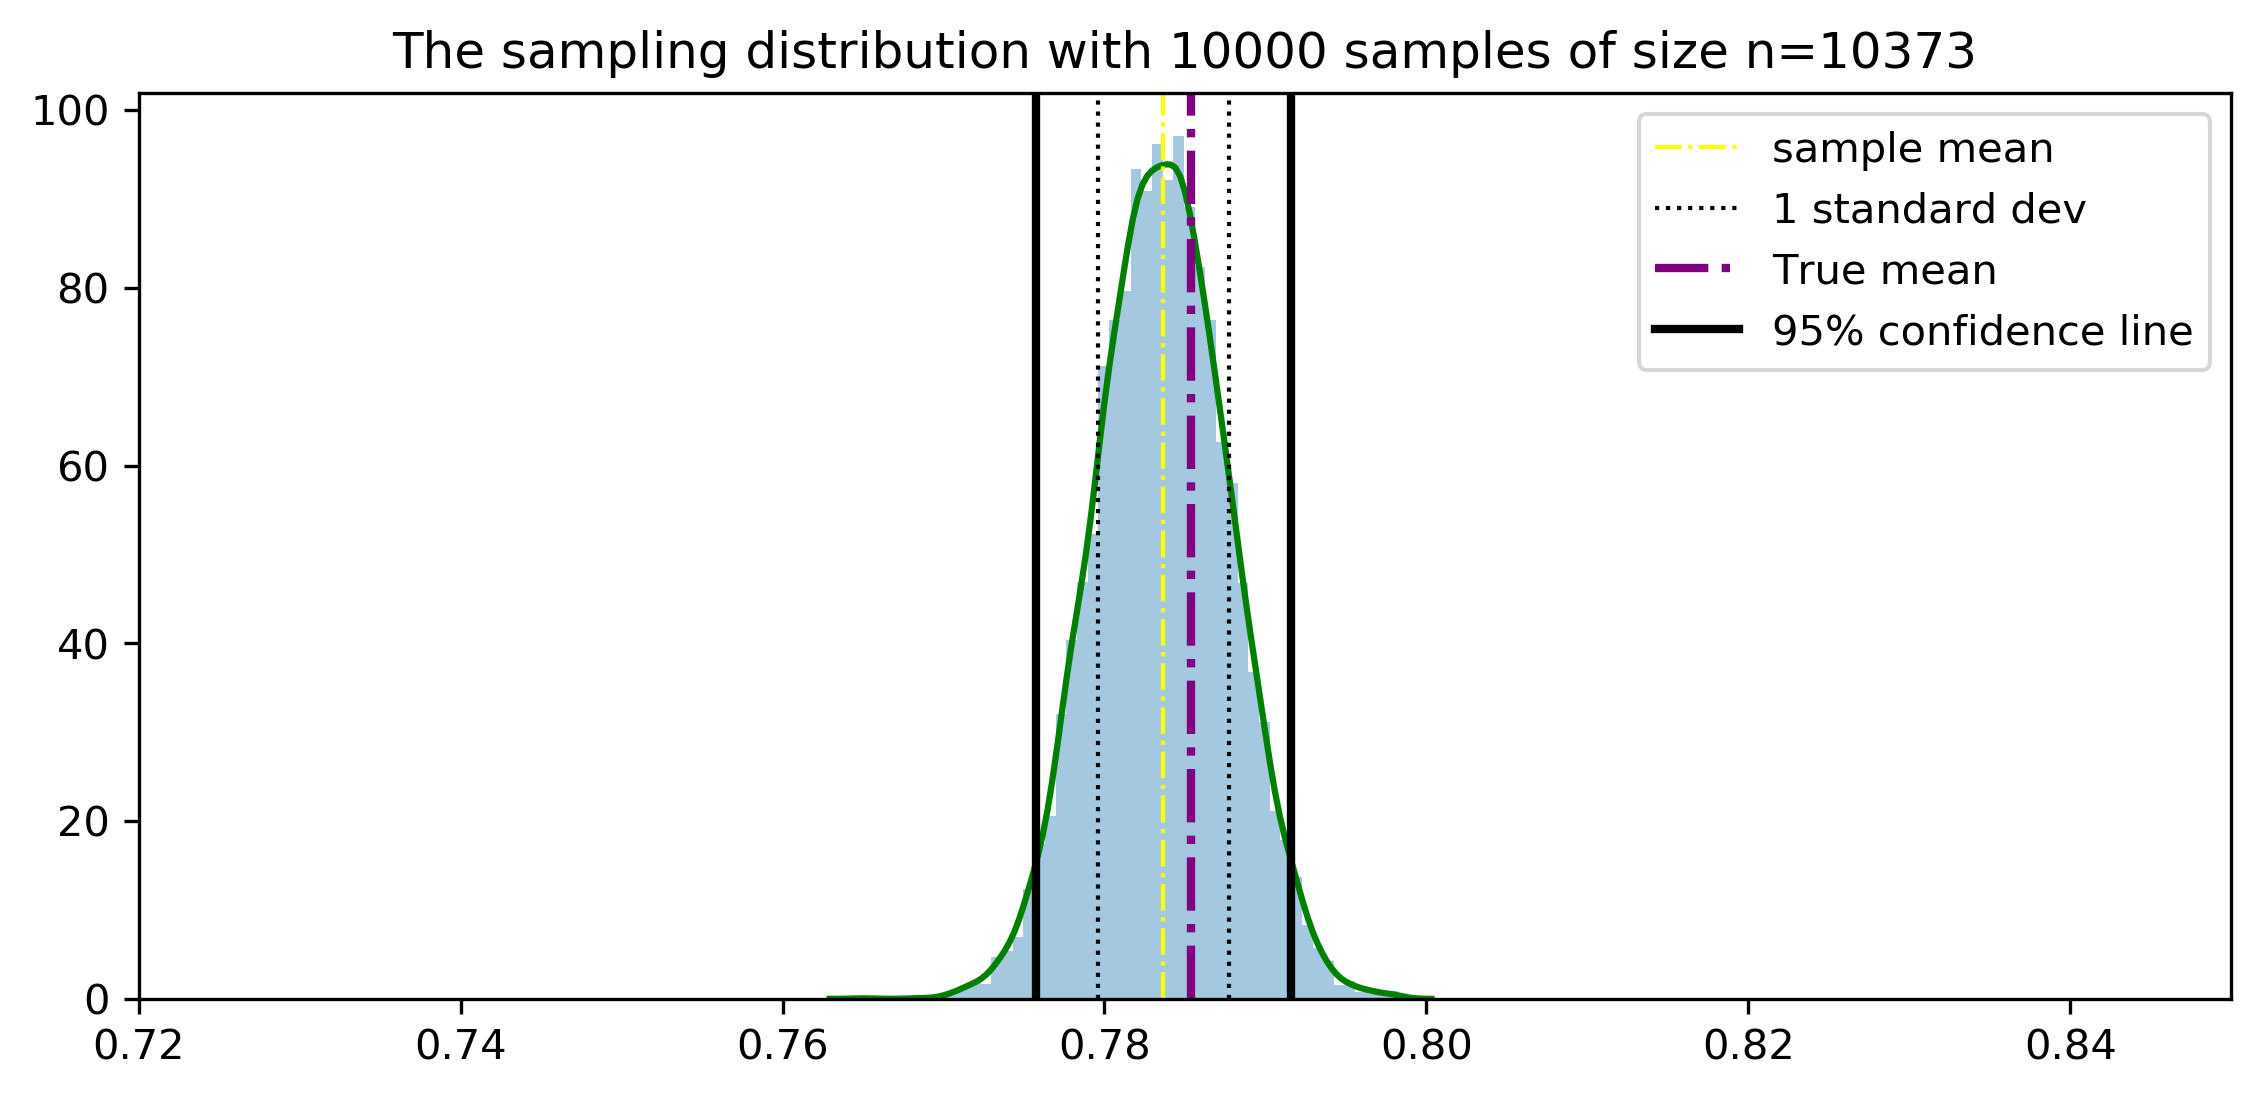 The sampling distribution with 10000 samples of size n=10373
100
80
60
40
20
0
sample mean
1 standard dev
True mean
95% confidence line
0.72 0.74 0.76 0.78 0.80 0.82 0.84